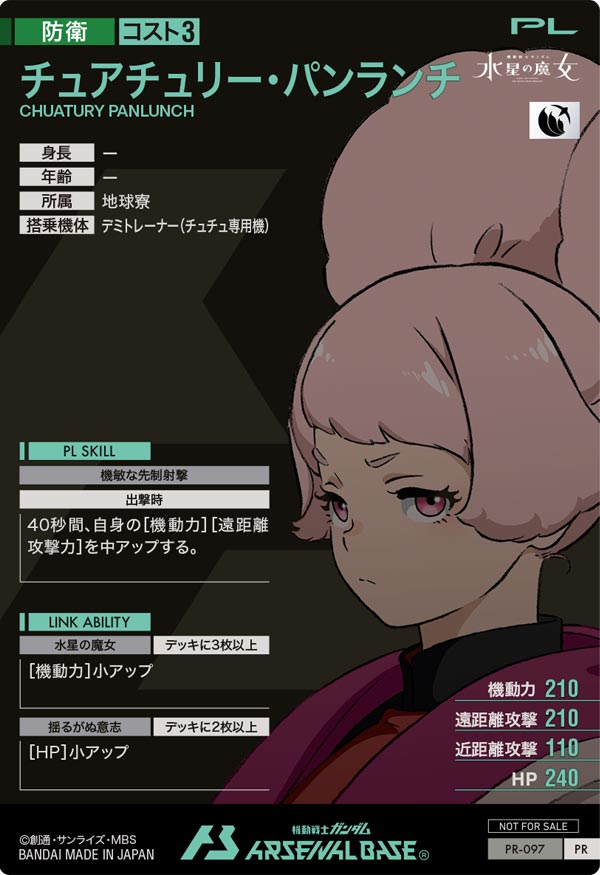 防衛 コスト3 PL
チュアチュリー・パンランチ
CHUATURY PANLUNCH
水星の魔女
身長 ー
年齢 ー
所属 地球寮
搭乗機体 デミトレーナー(チュチュ専用機)
PL SKILL
機敏な先制射撃
出撃時
40秒間、自身の[機動力][遠距離
攻撃力]を中アップする。
LINK ABILITY
水星の魔女 デッキに3枚以上
[機動力]小アップ
揺るがぬ意志 デッキに2枚以上
[HP]小アップ
機動力 210
遠距離攻撃 210
近距離攻撃 110
HP 240
©創通・サンライズ・MBS
BANDAI MADE IN JAPAN
機動戦士ガンダム
ARSENAL BASE®
NOT FOR SALE
PR-097 PR